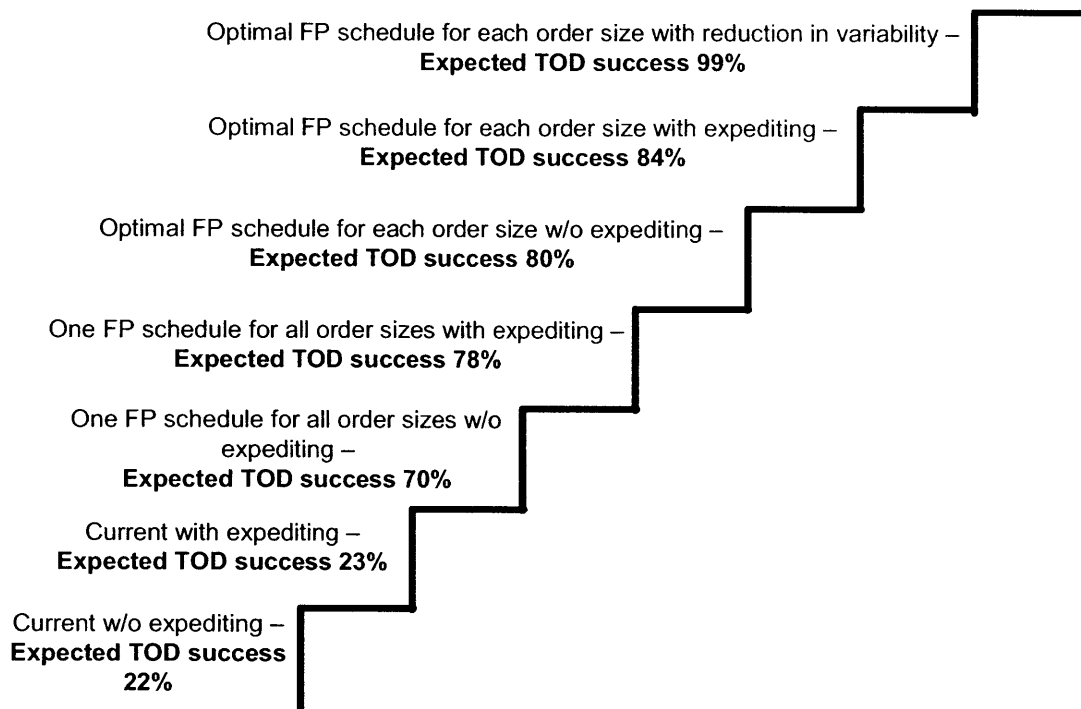 Optimal FP schedule for each order size with reduction in variability –
Expected TOD success 99%
Optimal FP schedule for each order size with expediting –
Expected TOD success 84%
Optimal FP schedule for each order size w/o expediting –
Expected TOD success 80%
One FP schedule for all order sizes with expediting –
Expected TOD success 78%
One FP schedule for all order sizes w/o
expediting –
Expected TOD success 70%
Current with expediting –
Expected TOD success 23%
Current w/o expediting –
Expected TOD success
22%